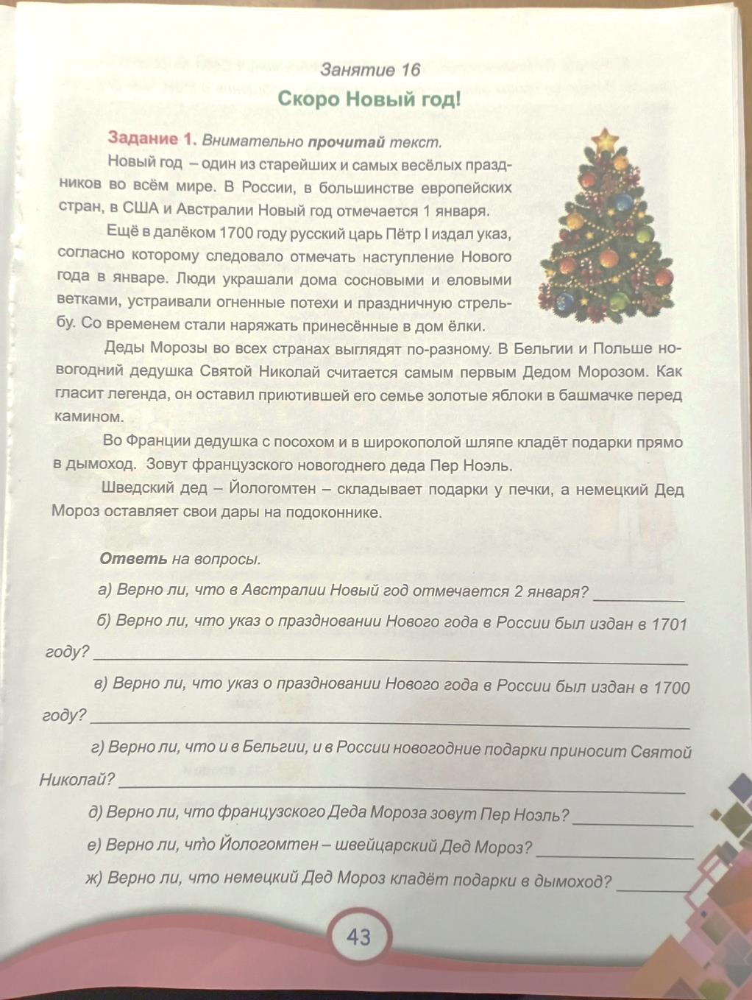 Занятие 16
Скоро Новый год!
Задание 1. Внимательно прочитай текст.
Новый год – один из старейших и самых весёлых празд-
ников во всём мире. В России, в большинстве европейских
стран, в США и Австралии Новый год отмечается 1 января.
Ещё в далёком 1700 году русский царь Пётр I издал указ,
согласно которому следовало отмечать наступление Нового
года в январе. Люди украшали дома сосновыми и еловыми
ветками, устраивали огненные потехи и праздничную стрель-
бу. Со временем стали наряжать принесённые в дом ёлки.
Деды Морозы во всех странах выглядят по-разному. В Бельгии и Польше но-
вогодний дедушка Святой Николай считается самым первым Дедом Морозом. Как
гласит легенда, он оставил приютившей его семье золотые яблоки в башмачке перед
камином.
Во Франции дедушка с посохом и в широкополой шляпе кладёт подарки прямо
в дымоход. Зовут французского новогоднего деда Пер Ноэль.
Шведский дед – Йологомтен – складывает подарки у печки, а немецкий Дед
Мороз оставляет свои дары на подоконнике.
Ответь на вопросы.
а) Верно ли, что в Австралии Новый год отмечается 2 января?
б) Верно ли, что указ о праздновании Нового года в России был издан в 1701
году?
в) Верно ли, что указ о праздновании Нового года в России был издан в 1700
году?
г) Верно ли, что и в Бельгии, и в России новогодние подарки приносит Святой
Николай?
д) Верно ли, что французского Деда Мороза зовут Пер Ноэль?
е) Верно ли, что Йологомтен – швейцарский Дед Мороз?
ж) Верно ли, что немецкий Дед Мороз кладёт подарки в дымоход?
43